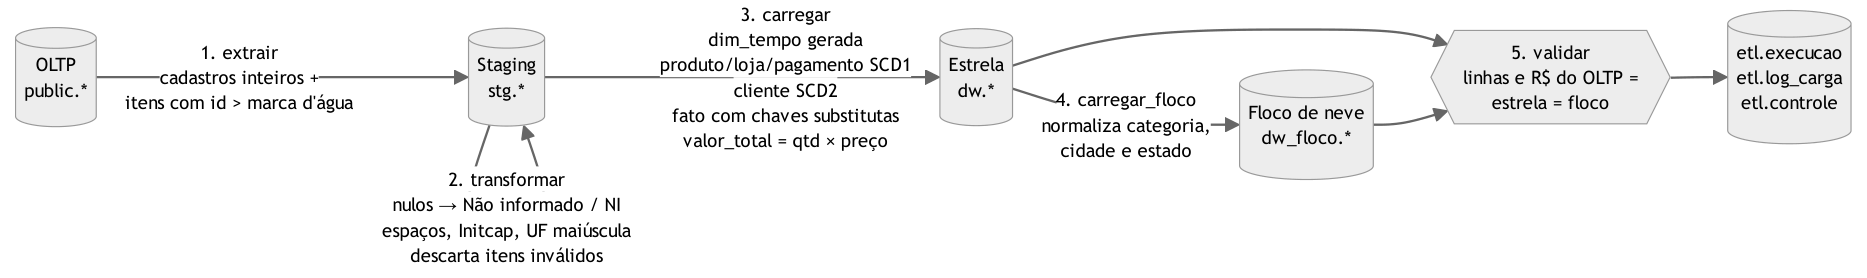 OLTP
public.*
1. extrair
cadastros inteiros +
itens com id > marca d'água
Staging
stg.*
2. transformar
nulos → Não informado / NI
espaços, Initcap, UF maiúscula
descarta itens inválidos
3. carregar
dim_tempo gerada
produto/loja/pagamento SCD1
cliente SCD2
fato com chaves substitutas
valor_total = qtd × preço
Estrela
dw.*
4. carregar_floco
normaliza categoria,
cidade e estado
Floco de neve
dw_floco.*
5. validar
linhas e R$ do OLTP =
estrela = floco
etl.execucao
etl.log_carga
etl.controle